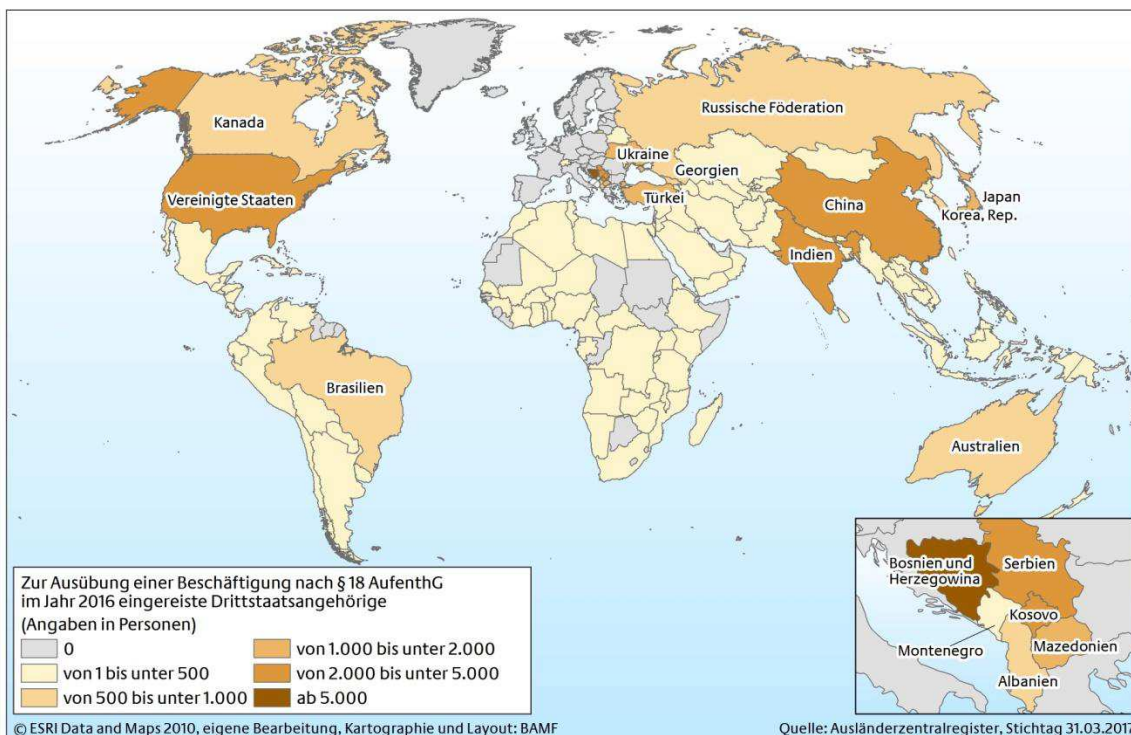 Kanada
Russische Föderation
Ukraine
Georgien
Vereinigte Staaten
Türkei
China
Japan
Korea, Rep.
Indien
Brasilien
Australien
Bosnien und
Herzegowina
Serbien
Kosovo
Montenegro
Mazedonien
Albanien
Zur Ausübung einer Beschäftigung nach § 18 AufenthG
im Jahr 2016 eingereiste Drittstaatsangehörige
(Angaben in Personen)
0
von 1 bis unter 500
von 500 bis unter 1.000
von 1.000 bis unter 2.000
von 2.000 bis unter 5.000
ab 5.000
© ESRI Data and Maps 2010, eigene Bearbeitung, Kartographie und Layout: BAMF
Quelle: Ausländerzentralregister, Stichtag 31.03.2017